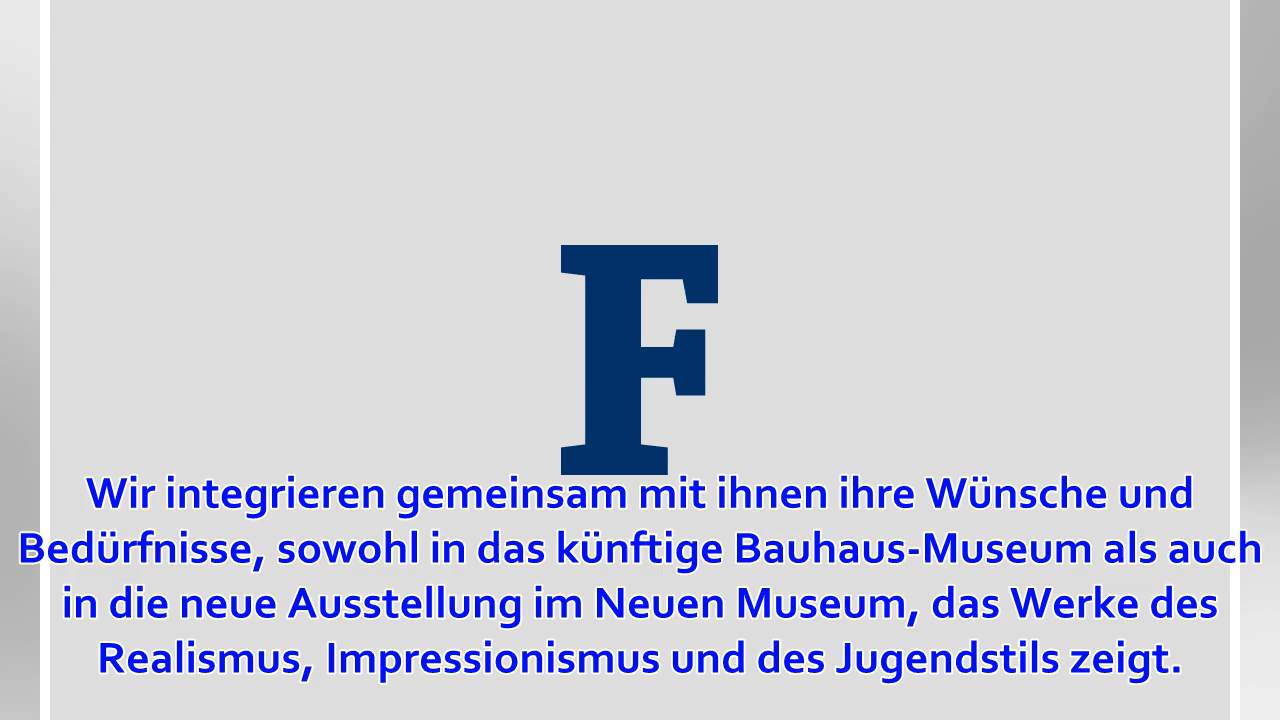 F
Wir integrieren gemeinsam mit ihnen ihre Wünsche und
Bedürfnisse, sowohl in das künftige Bauhaus-Museum als auch
in die neue Ausstellung im Neuen Museum, das Werke des
Realismus, Impressionismus und des Jugendstils zeigt.